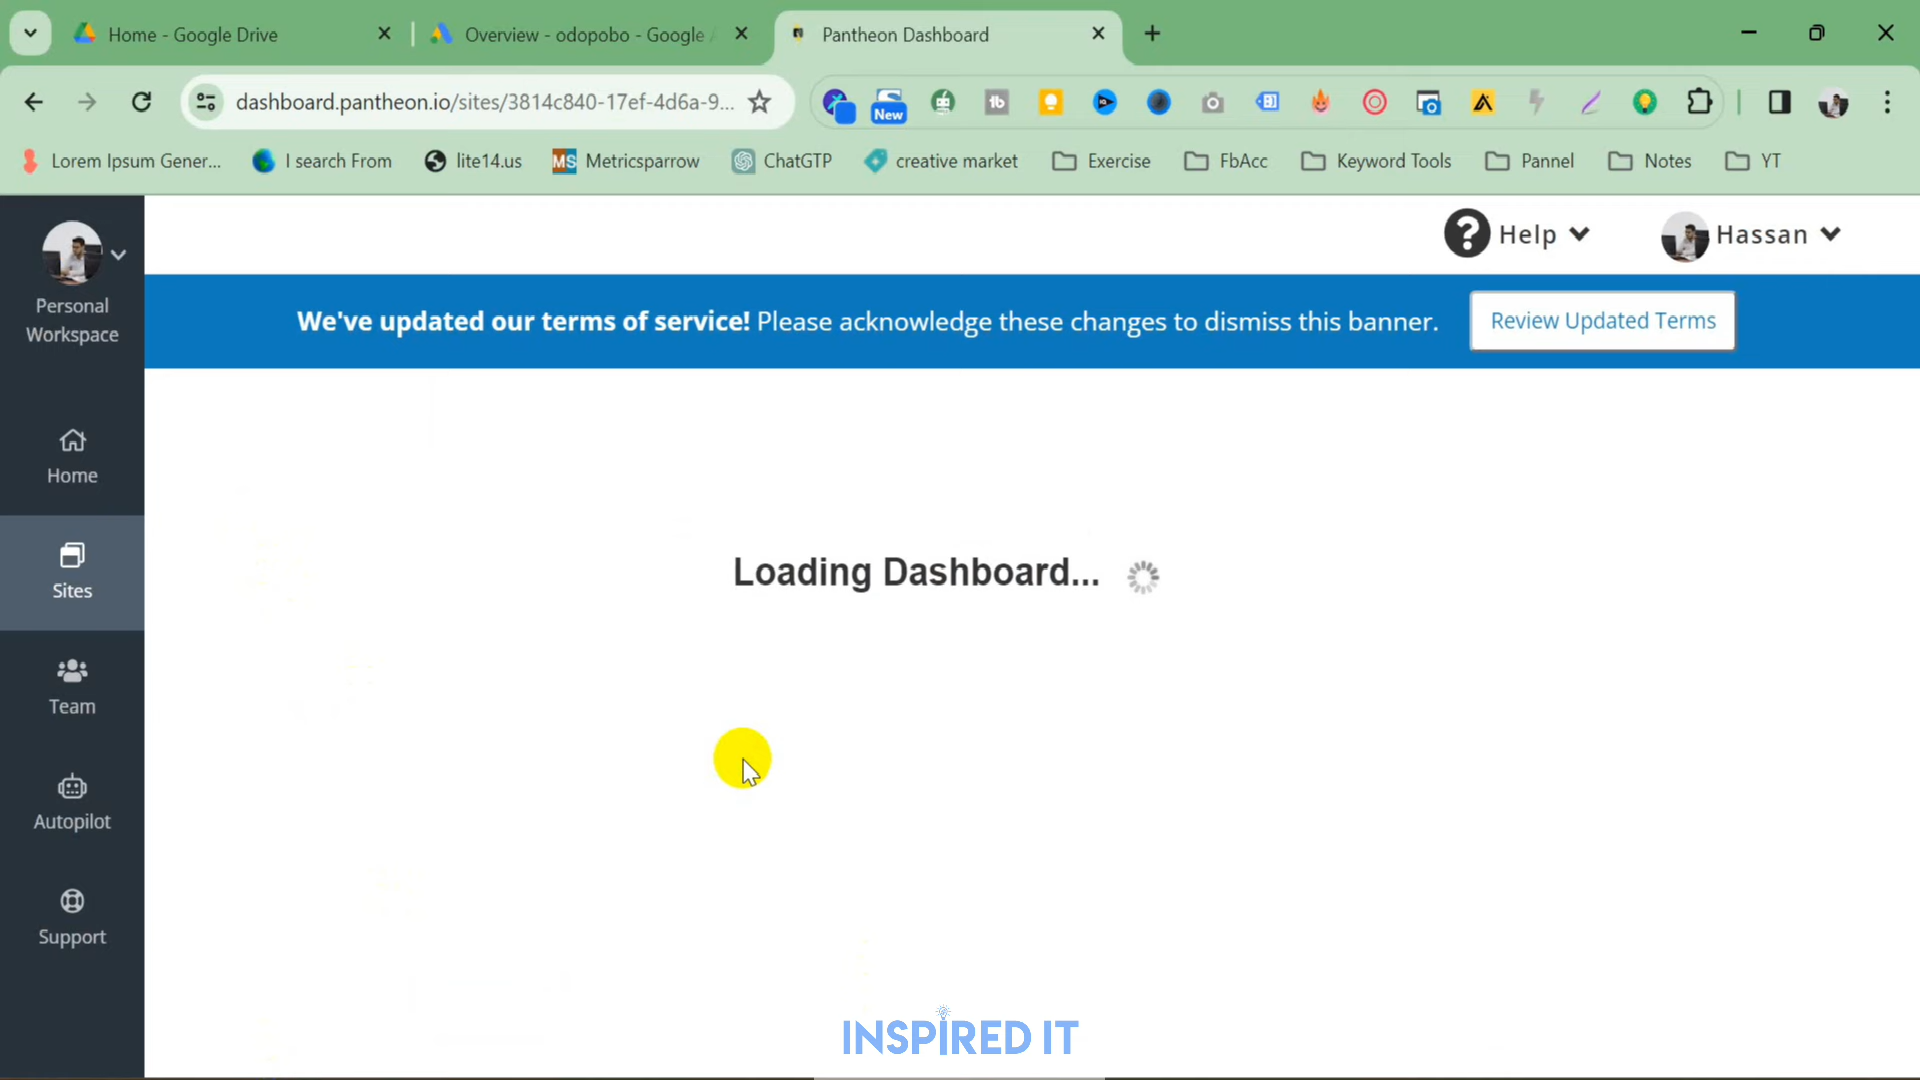 Home - Google Drive
Overview - odopobo - Google
Pantheon Dashboard
dashboard.pantheon.io/sites/3814c840-17ef-4d6a-9...
New
Lorem Ipsum Gener...
I search From
lite14.us
MS Metricsparrow
ChatGTP
creative market
Exercise
FbAcc
Keyword Tools
Pannel
Notes
YT
Personal
Workspace
? Help
Hassan
We've updated our terms of service! Please acknowledge these changes to dismiss this banner.
Review Updated Terms
Home
Sites
Team
Autopilot
Support
Loading Dashboard...
INSPIRED IT